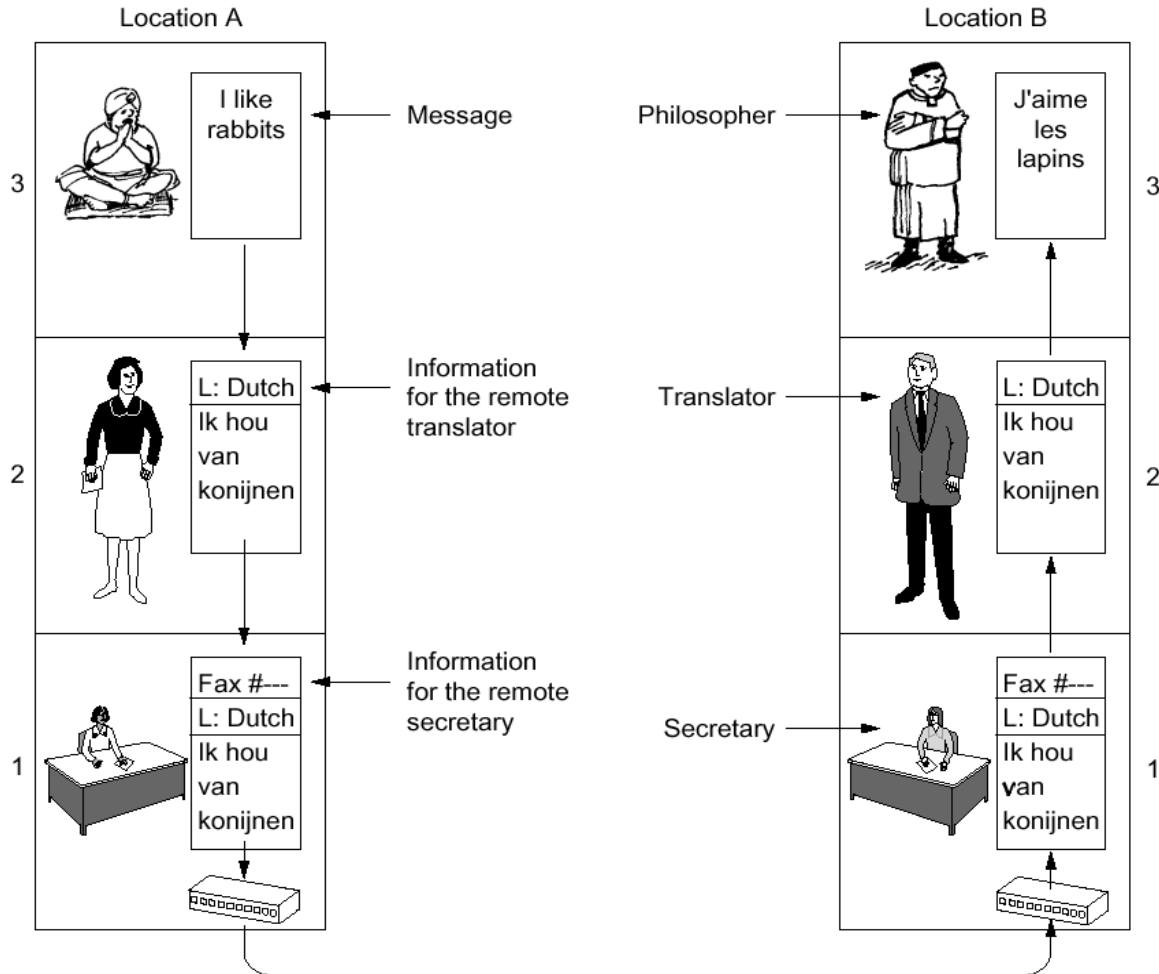 Location A
Location B
I like
rabbits
Message
Philosopher
J'aime
les
lapins
3
3
L: Dutch
Ik hou
van
konijnen
Information
for the remote
translator
Translator
L: Dutch
Ik hou
van
konijnen
2
2
Fax #---
L: Dutch
Ik hou
van
konijnen
Information
for the remote
secretary
Secretary
Fax #---
L: Dutch
Ik hou
van
konijnen
1
1